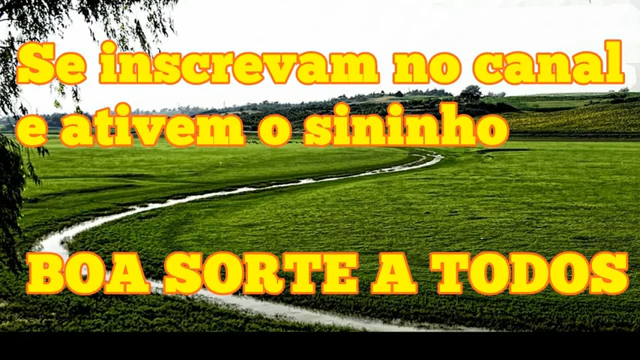 Se inscrevam no canal
e ativem o sininho
BOA SORTE A TODOS